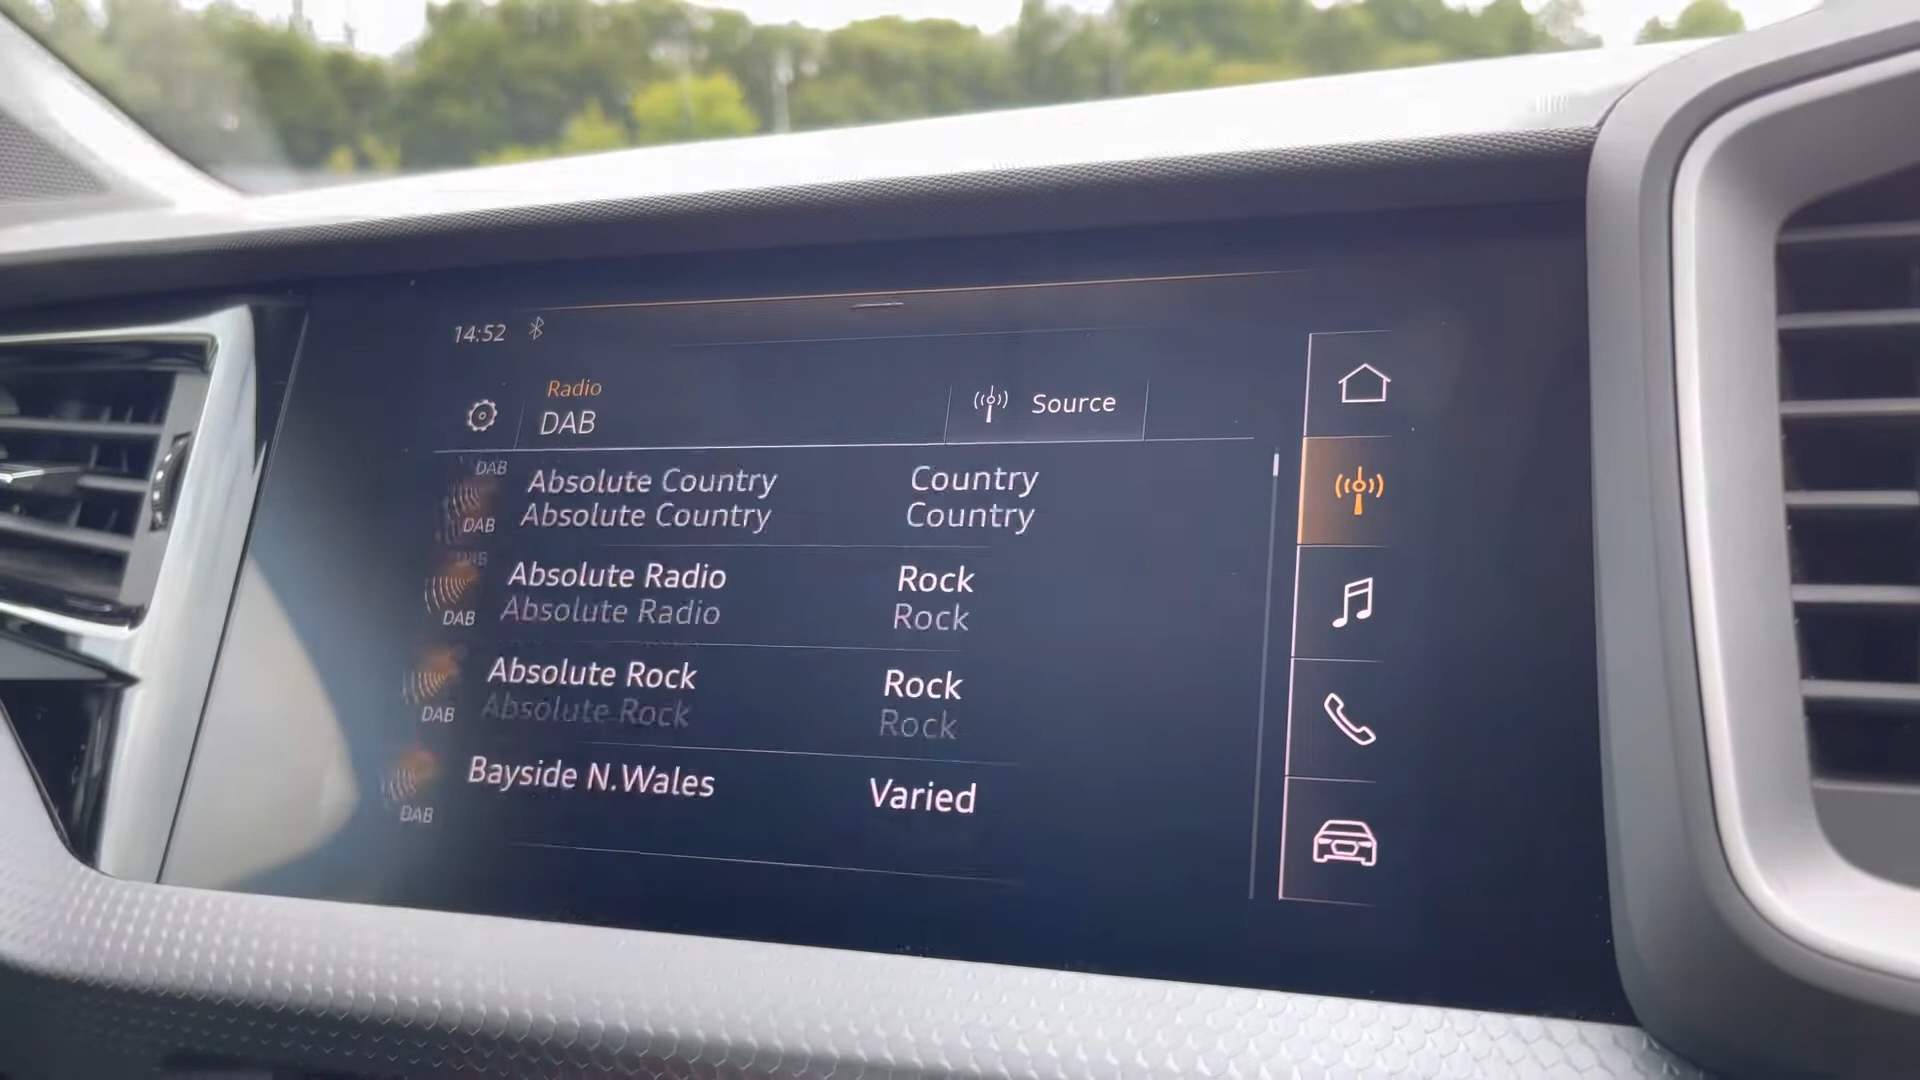 14:52
Radio
DAB
Source
DAB
Absolute Country Country
Absolute Country Country
DAB
DAB
Absolute Radio Rock
Absolute Radio Rock
DAB
Absolute Rock Rock
Absolute Rock Rock
DAB
Bayside N.Wales Varied
DAB